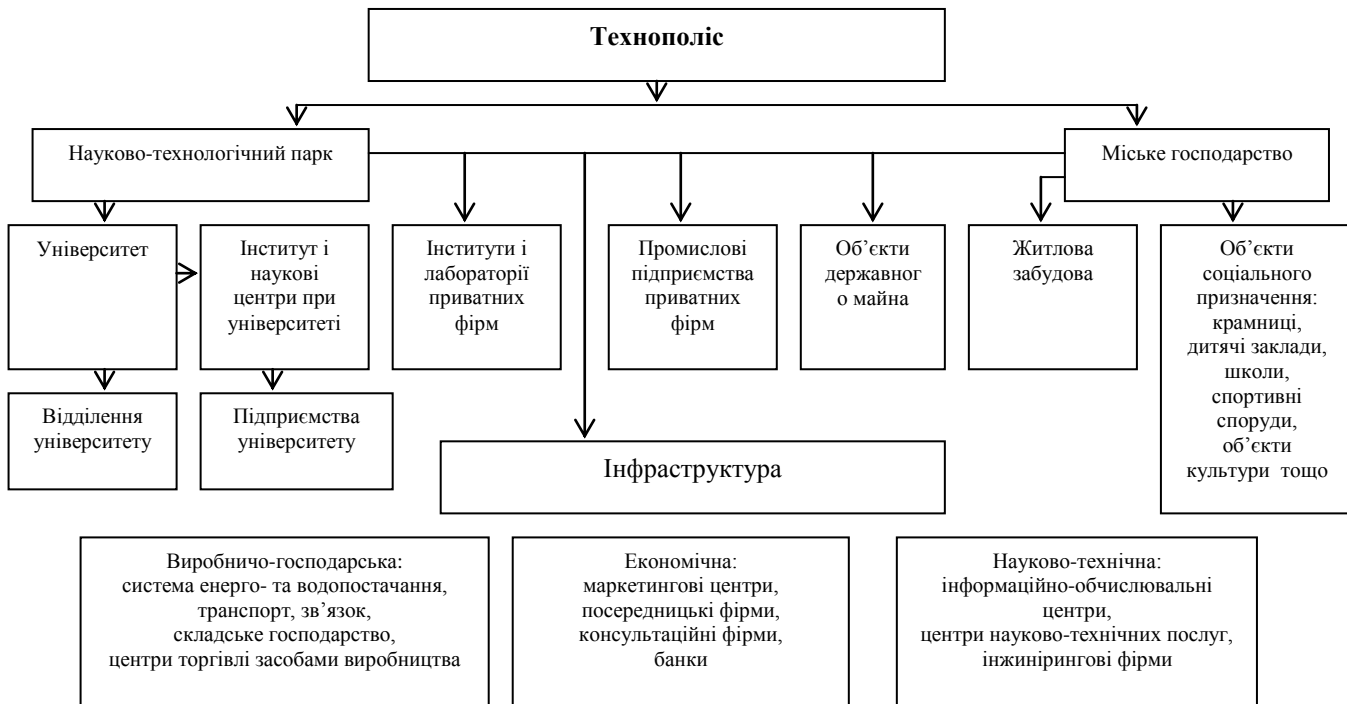 Технополіс
Науково-технологічний парк
Міське господарство
Університет
Інститут і
наукові
центри при
університеті
Інститути і
лабораторії
приватних
фірм
Промислові
підприємства
приватних
фірм
Об’єкти
державног
о майна
Житлова
забудова
Об’єкти
соціального
призначення:
крамниці,
дитячі заклади,
школи,
спортивні
споруди,
об’єкти
культури тощо
Відділення
університету
Підприємства
університету
Інфраструктура
Виробничо-господарська:
система енерго- та водопостачання,
транспорт, зв’язок,
складське господарство,
центри торгівлі засобами виробництва
Економічна:
маркетингові центри,
посередницькі фірми,
консультаційні фірми,
банки
Науково-технічна:
інформаційно-обчислювальні
центри,
центри науково-технічних послуг,
інжинірингові фірми